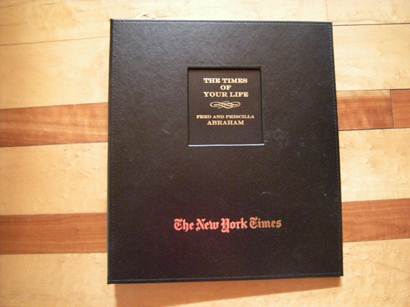 THE TIMES
OF
YOUR LIFE
FRED AND PRISCILLA
ABRAHAM
The New York Times